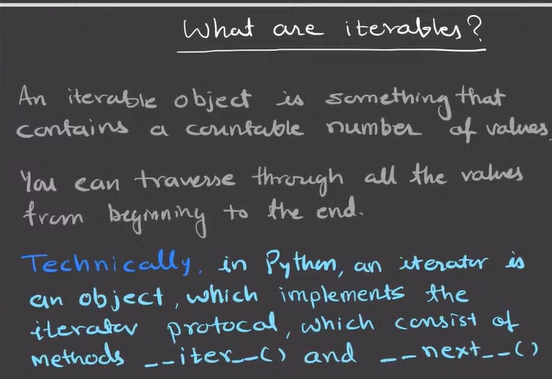 What are iterables?
An iterable object is something that
contains a countable number of values
You can traverse through all the values
from beginning to the end.
Technically, in Python, an iterator is
an object, which implements the
iterator protocal, which consist of
methods __iter__() and __next__()